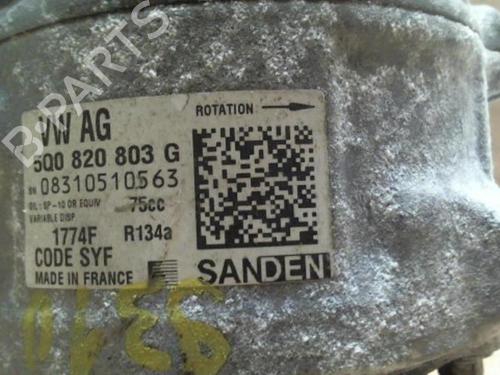 B-PARTS
ROTATION
VW AG
5Q0 820 803 G
SN 08310510563
OIL : SP-10 OR EQUIV 75cc
VARIABLE DISP
1774F R134a
CODE SYF
MADE IN FRANCE
SANDEN